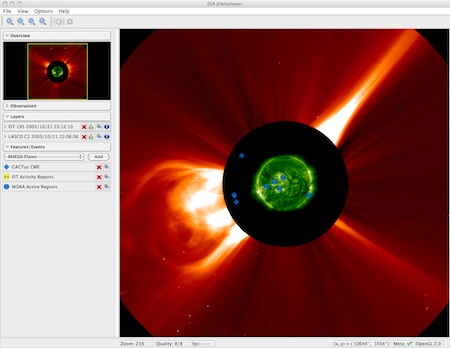 ESA JHelioviewer
File View Options Help
Overview
Observation
Layers
EIT 195 2003/10/21 23:12:10
LASCO C2 2003/10/21 22:06:06
Features/Events
RHESSI Flares Add
CACTus CME
EIT Activity Reports
NOAA Active Regions
Zoom: 21% Quality: 8/8 fps: (x, y) = ( 10644", 1034") Meta: OpenGL 2.0